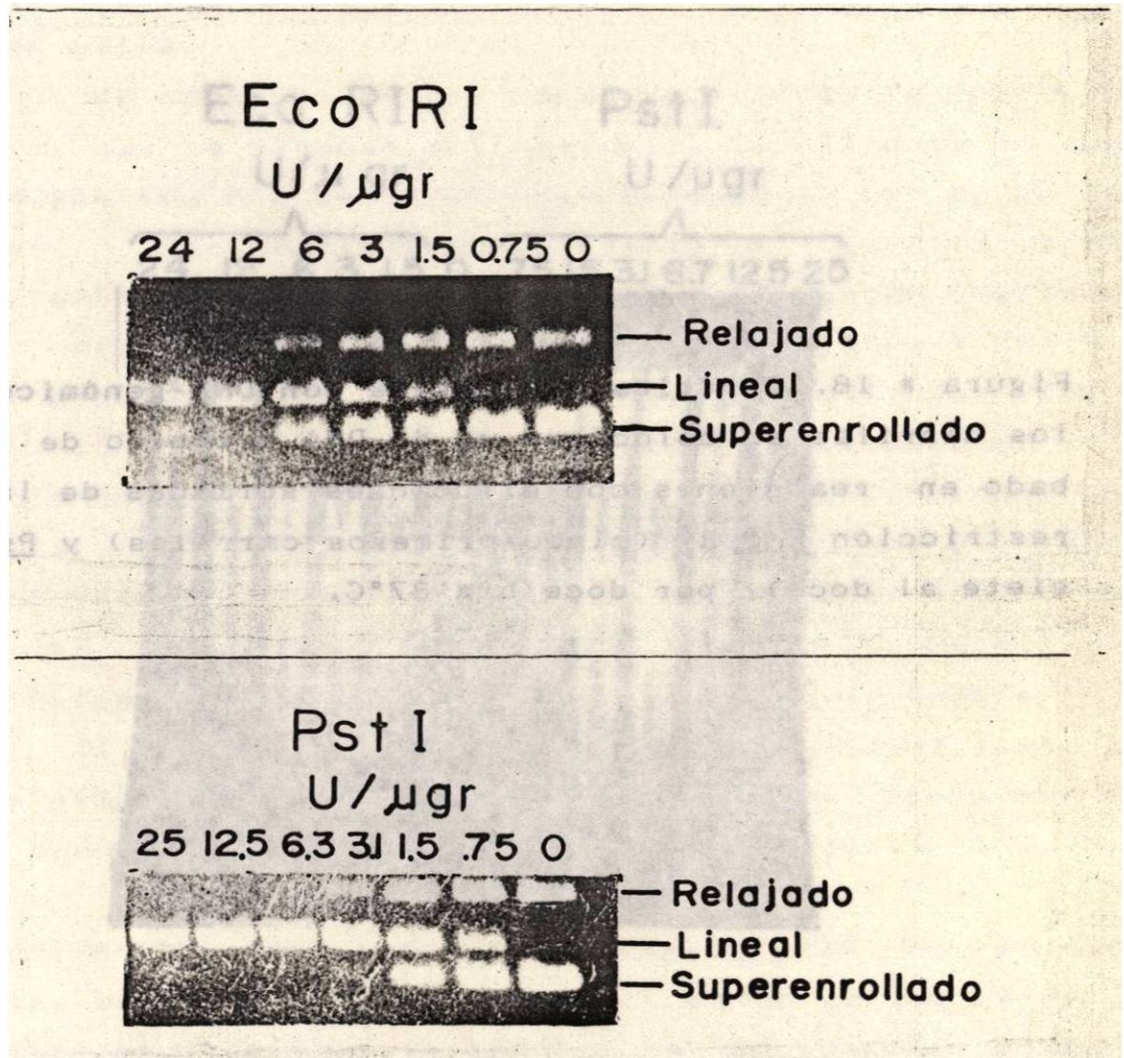 Eco RI
U/µgr
24 12 6 3 1.5 0.75 0
Relajado
Lineal
Superenrollado
Pst I
U/µgr
25 12.5 6.3 3.1 1.5 .75 0
Relajado
Lineal
Superenrollado